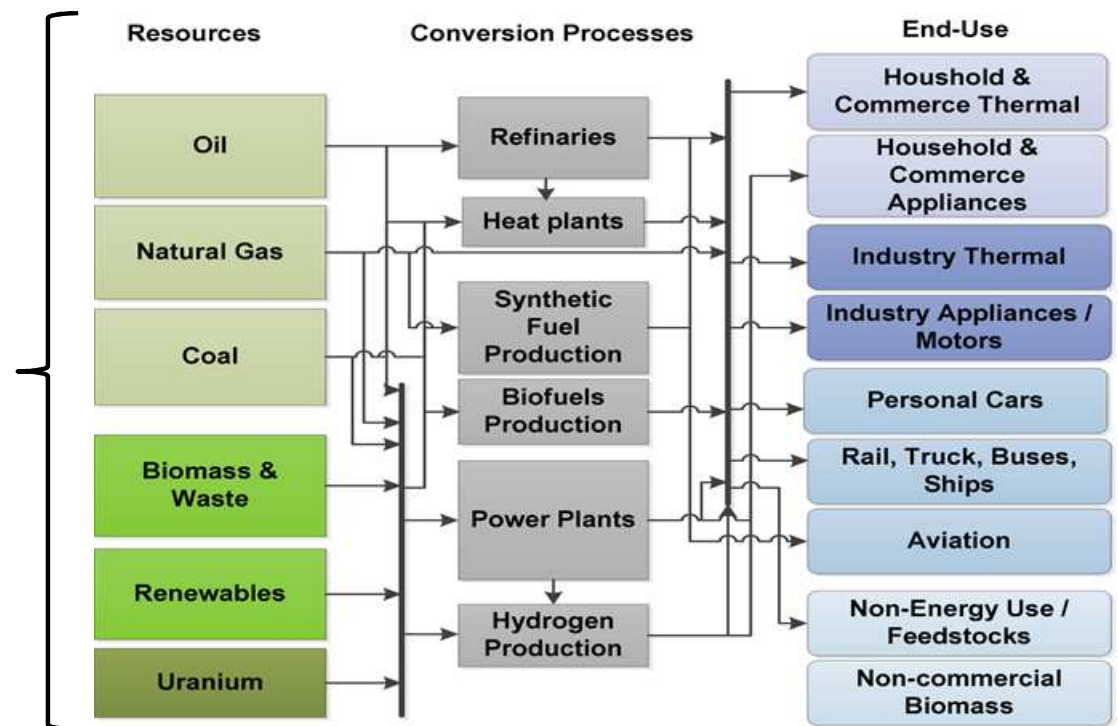 Resources
Conversion Processes
End-Use
Oil
Natural Gas
Coal
Biomass &
Waste
Renewables
Uranium
Refinaries
Heat plants
Synthetic
Fuel
Production
Biofuels
Production
Power Plants
Hydrogen
Production
Houshold &
Commerce Thermal
Household &
Commerce
Appliances
Industry Thermal
Industry Appliances /
Motors
Personal Cars
Rail, Truck, Buses,
Ships
Aviation
Non-Energy Use /
Feedstocks
Non-commercial
Biomass